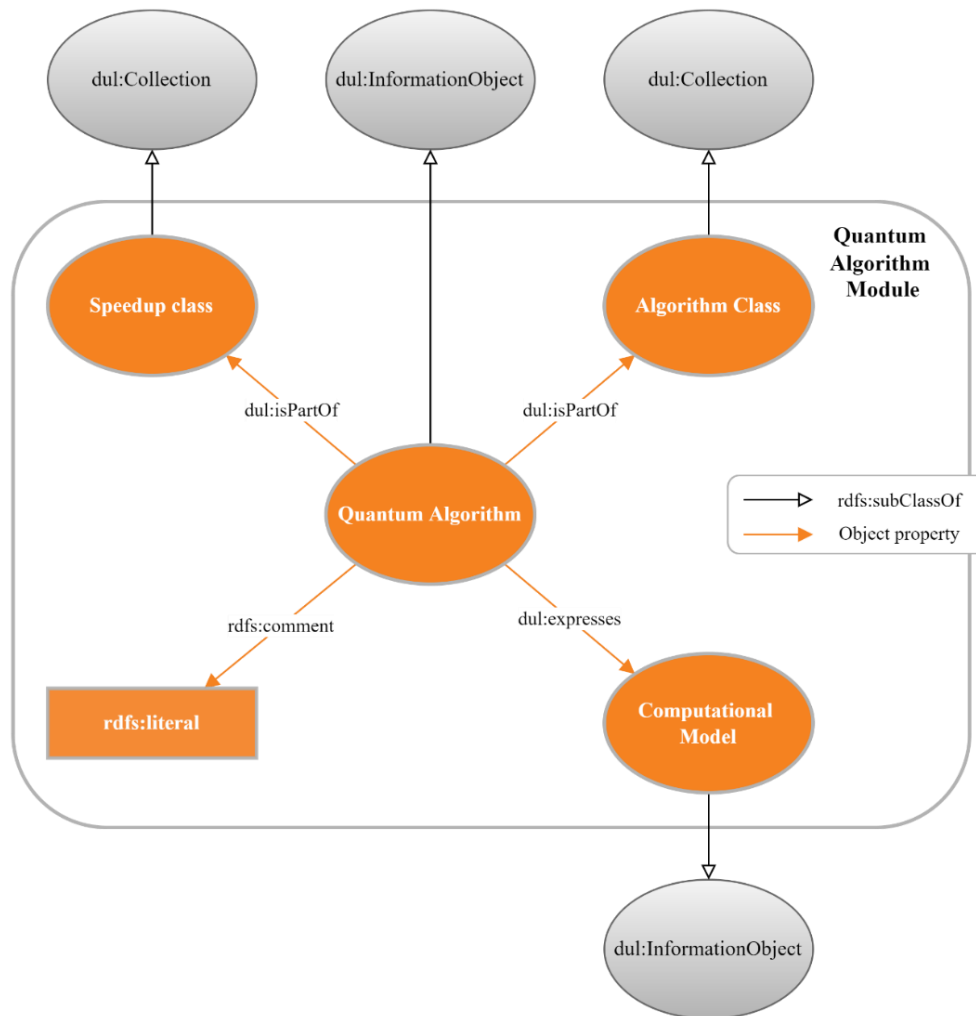 dul:Collection
dul:InformationObject
dul:Collection
Quantum
Algorithm
Module
Speedup class
Algorithm Class
dul:isPartOf
dul:isPartOf
Quantum Algorithm
rdfs:subClassOf
Object property
rdfs:comment
dul:expresses
rdfs:literal
Computational
Model
dul:InformationObject